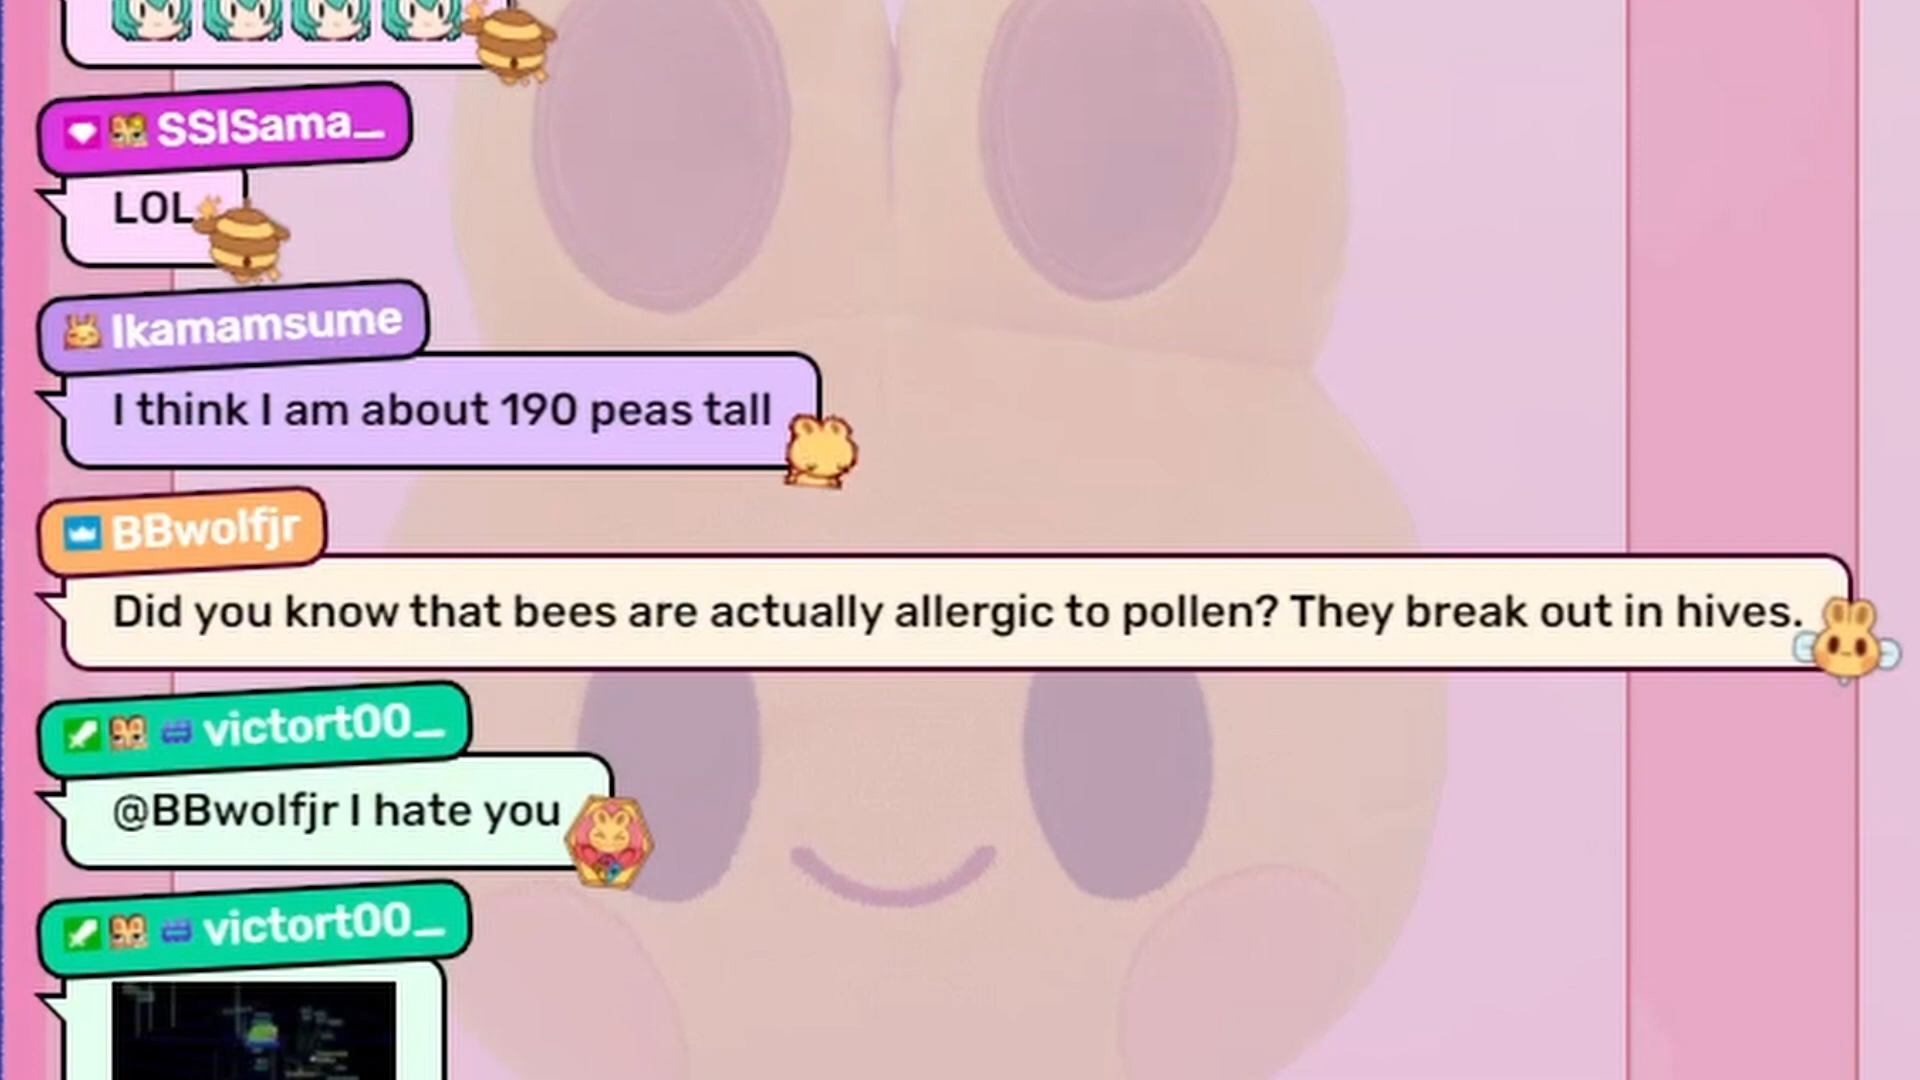 SSISama_
LOL
Ikamamsume
I think I am about 190 peas tall
BBwolfjr
Did you know that bees are actually allergic to pollen? They break out in hives.
victort00_
@BBwolfjr I hate you
victort00_